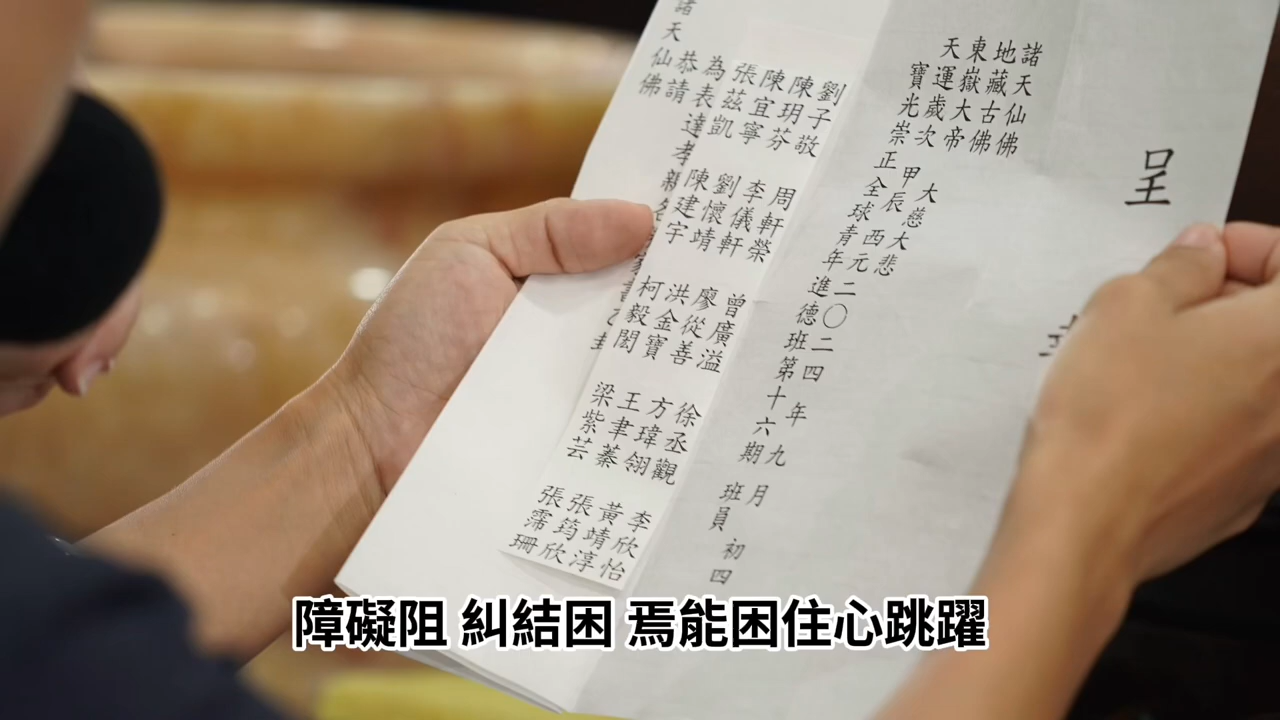 呈
諸天仙佛
地藏古佛
東嶽大帝
大慈大悲
天運歲次甲辰西元二〇二四年九月初四
寶光崇正全球青年進德班第十六期班員
劉子敬 周軒榮 曾廣溢 徐丞觀 李欣怡
陳玥芬 李儀軒 廖從善 方瑋翎 黃靖淳
陳宜寧 劉懷靖 洪金寶 王聿蓁 張筠欣
張茲凱 陳建宇 柯毅閎 梁紫芸 張霈珊
為表達孝親
恭請
諸天仙佛
障礙阻 糾結困 焉能困住心跳躍